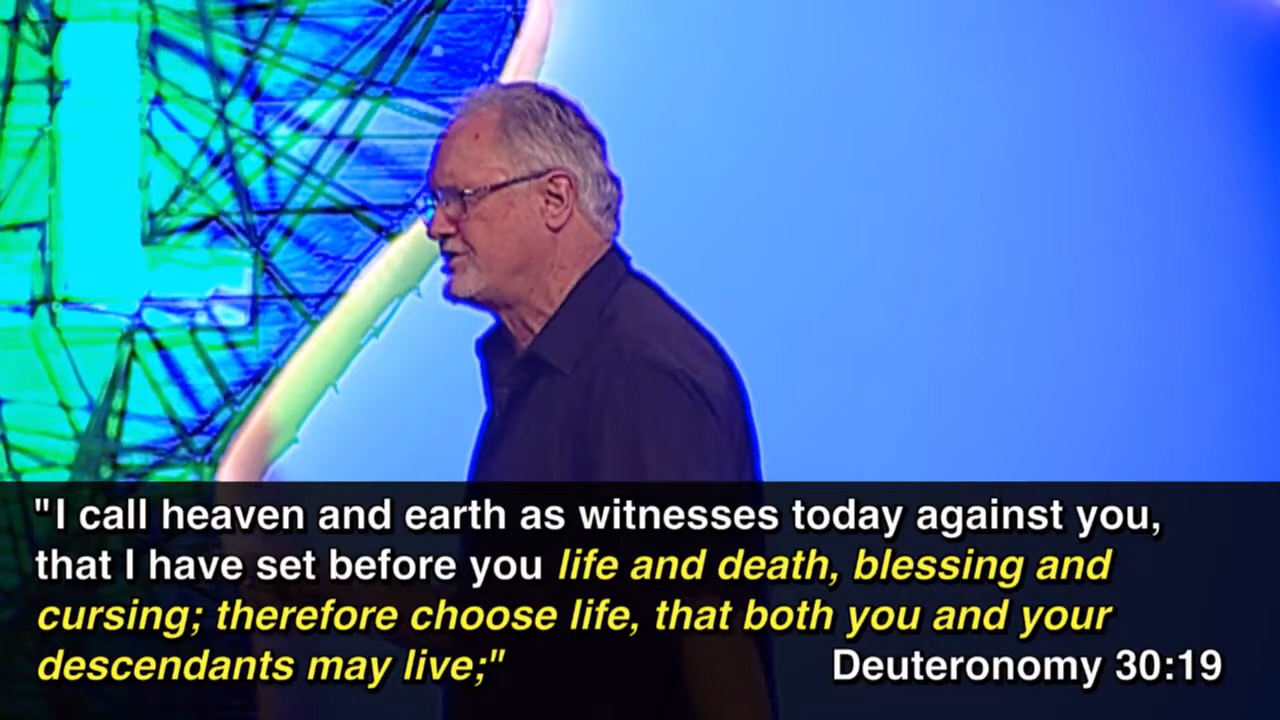 "I call heaven and earth as witnesses today against you,
that I have set before you life and death, blessing and
cursing; therefore choose life, that both you and your
descendants may live;"
Deuteronomy 30:19